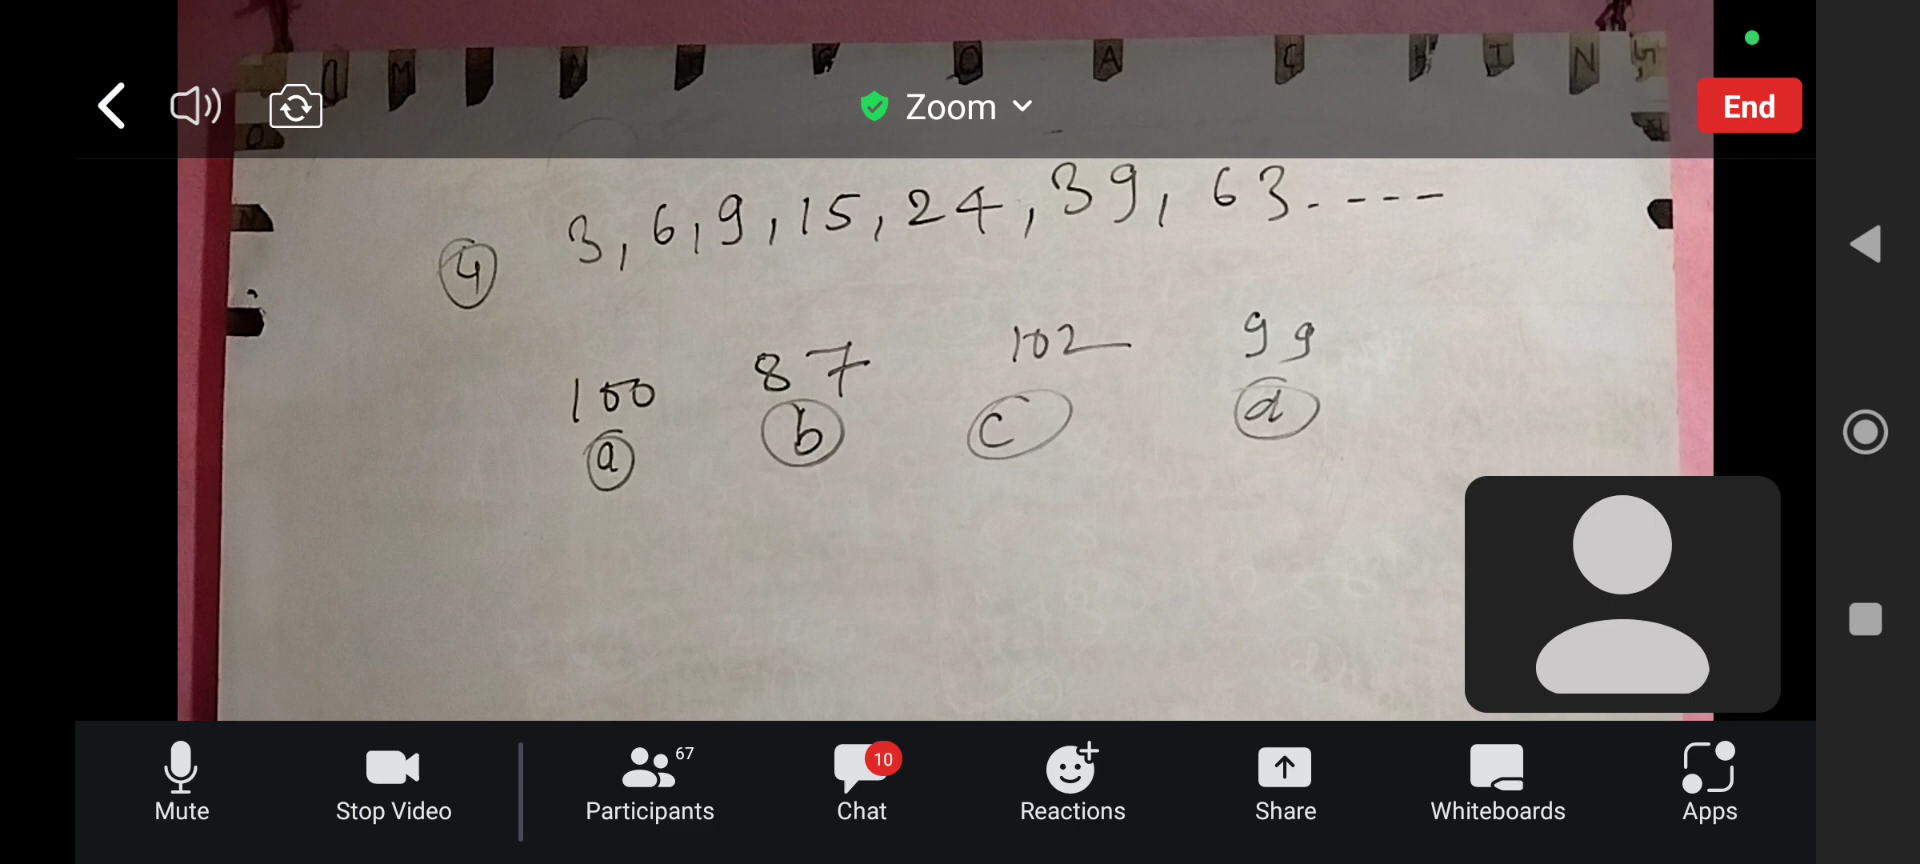 Zoom
End
3, 6, 9, 15, 24, 39, 63.----
4
100 87 102 99
a b c d
67
10
Mute Stop Video Participants Chat Reactions Share Whiteboards Apps